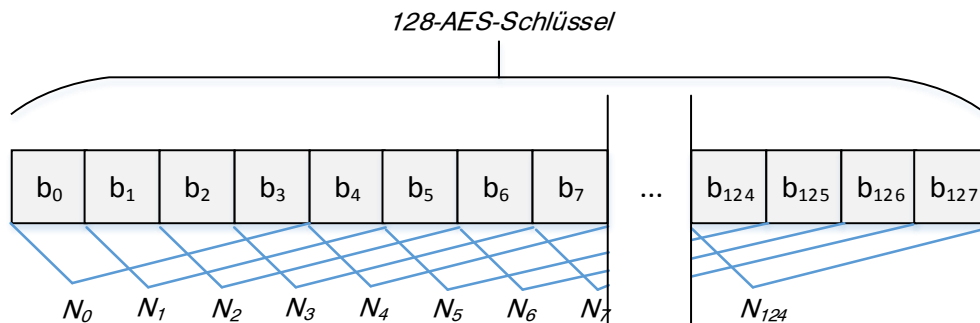 128-AES-Schlüssel
b₀ b₁ b₂ b₃ b₄ b₅ b₆ b₇ ... b₁₂₄ b₁₂₅ b₁₂₆ b₁₂₇
N₀ N₁ N₂ N₃ N₄ N₅ N₆ N₇ N₁₂₄